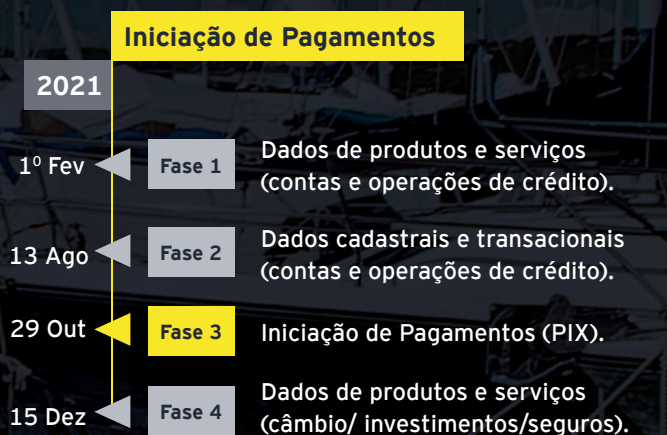 Iniciação de Pagamentos
2021
1º Fev
Fase 1
Dados de produtos e serviços
(contas e operações de crédito).
13 Ago
Fase 2
Dados cadastrais e transacionais
(contas e operações de crédito).
29 Out
Fase 3
Iniciação de Pagamentos (PIX).
15 Dez
Fase 4
Dados de produtos e serviços
(câmbio/ investimentos/seguros).